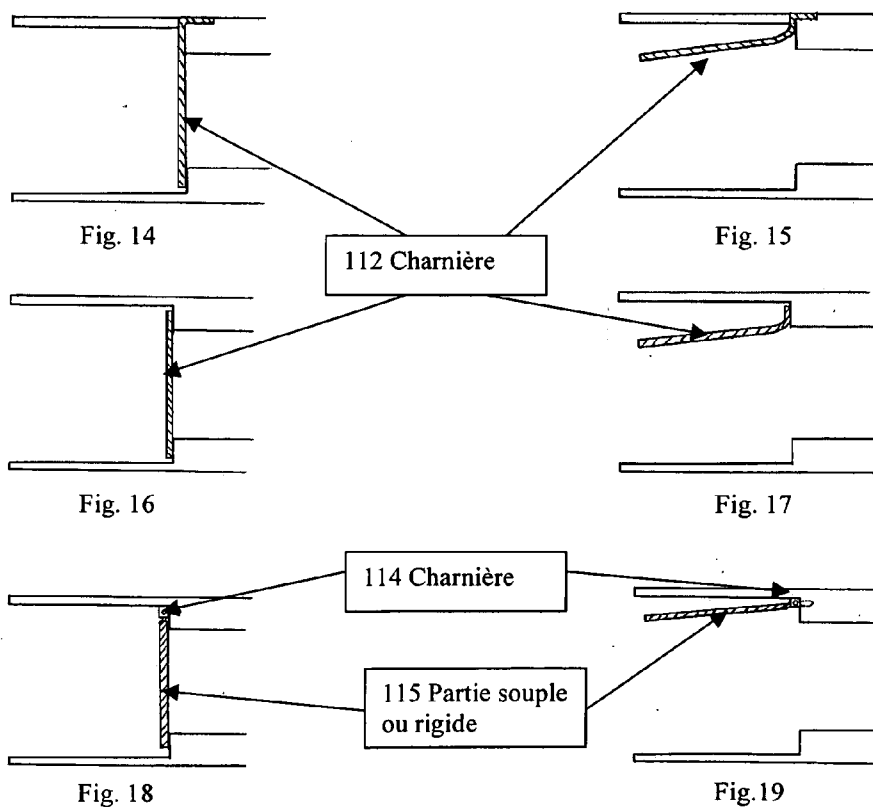 Fig. 14
Fig. 15
112 Charnière
Fig. 16
Fig. 17
114 Charnière
115 Partie souple
ou rigide
Fig. 18
Fig.19